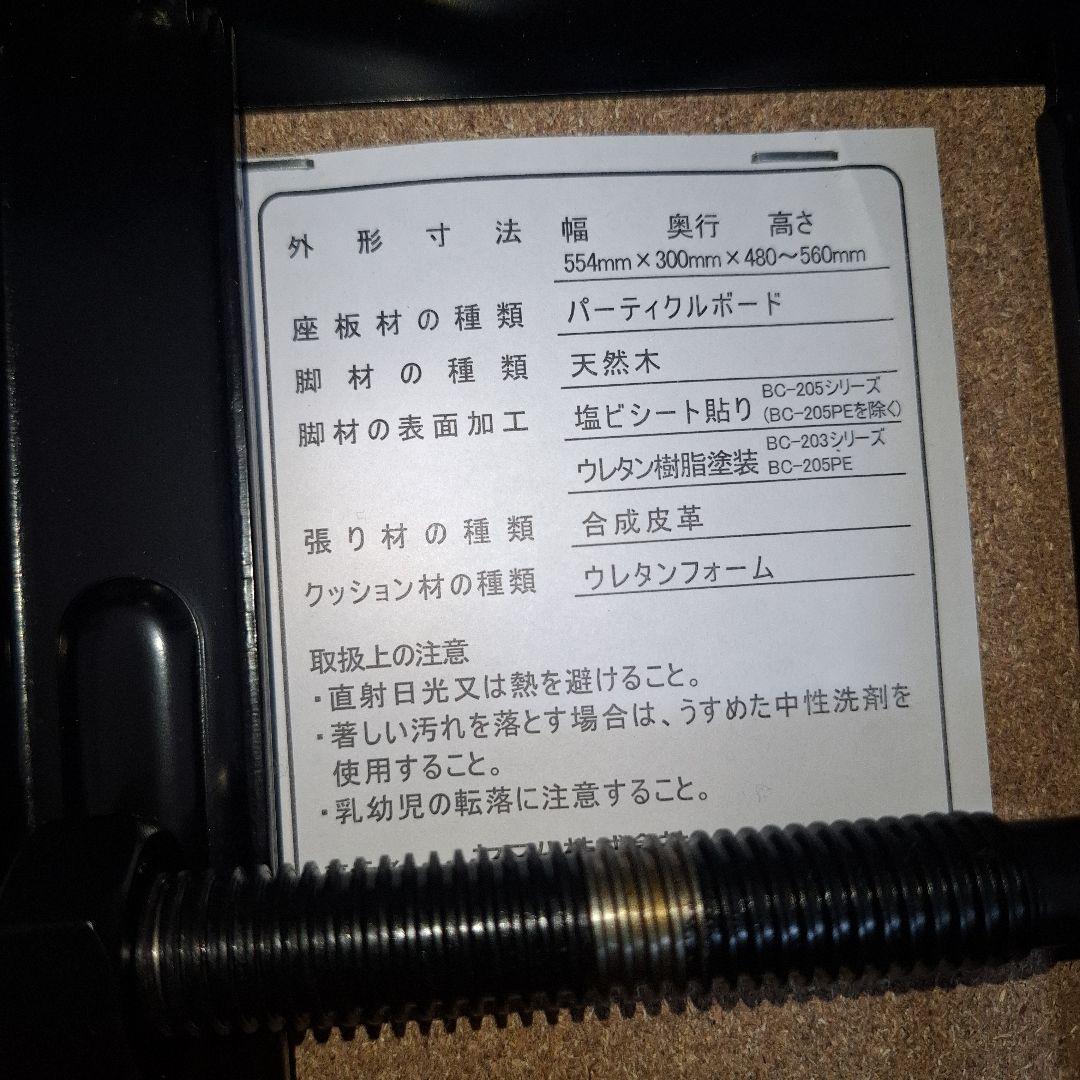 外形寸法 幅 奥行 高さ
554mm×300mm×480～560mm
座板材の種類 パーティクルボード
脚材の種類 天然木
脚材の表面加工 塩ビシート貼り BC-205シリーズ
(BC-205PEを除く)
ウレタン樹脂塗装 BC-203シリーズ
BC-205PE
張り材の種類 合成皮革
クッション材の種類 ウレタンフォーム
取扱上の注意
・直射日光又は熱を避けること。
・著しい汚れを落とす場合は、うすめた中性洗剤を
使用すること。
・乳幼児の転落に注意すること。